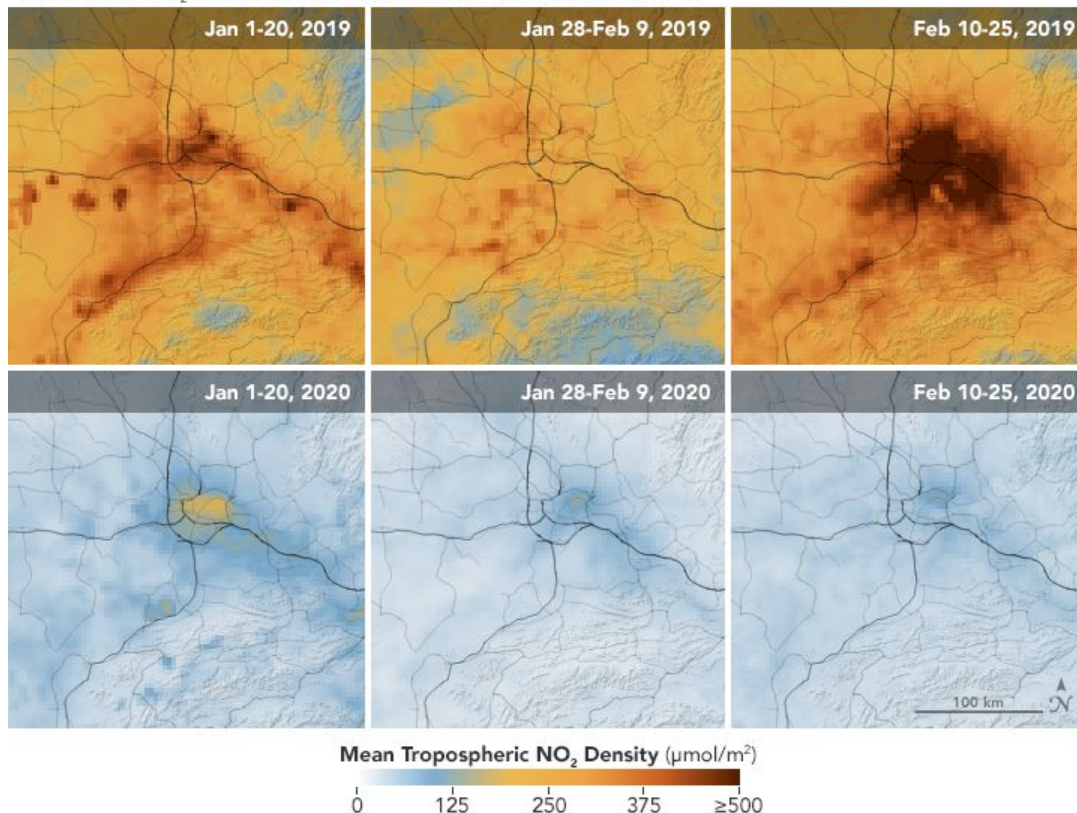 Jan 1-20, 2019
Jan 28-Feb 9, 2019
Feb 10-25, 2019
Jan 1-20, 2020
Jan 28-Feb 9, 2020
Feb 10-25, 2020
100 km
N
Mean Tropospheric NO₂ Density (μmol/m²)
0 125 250 375 ≥500